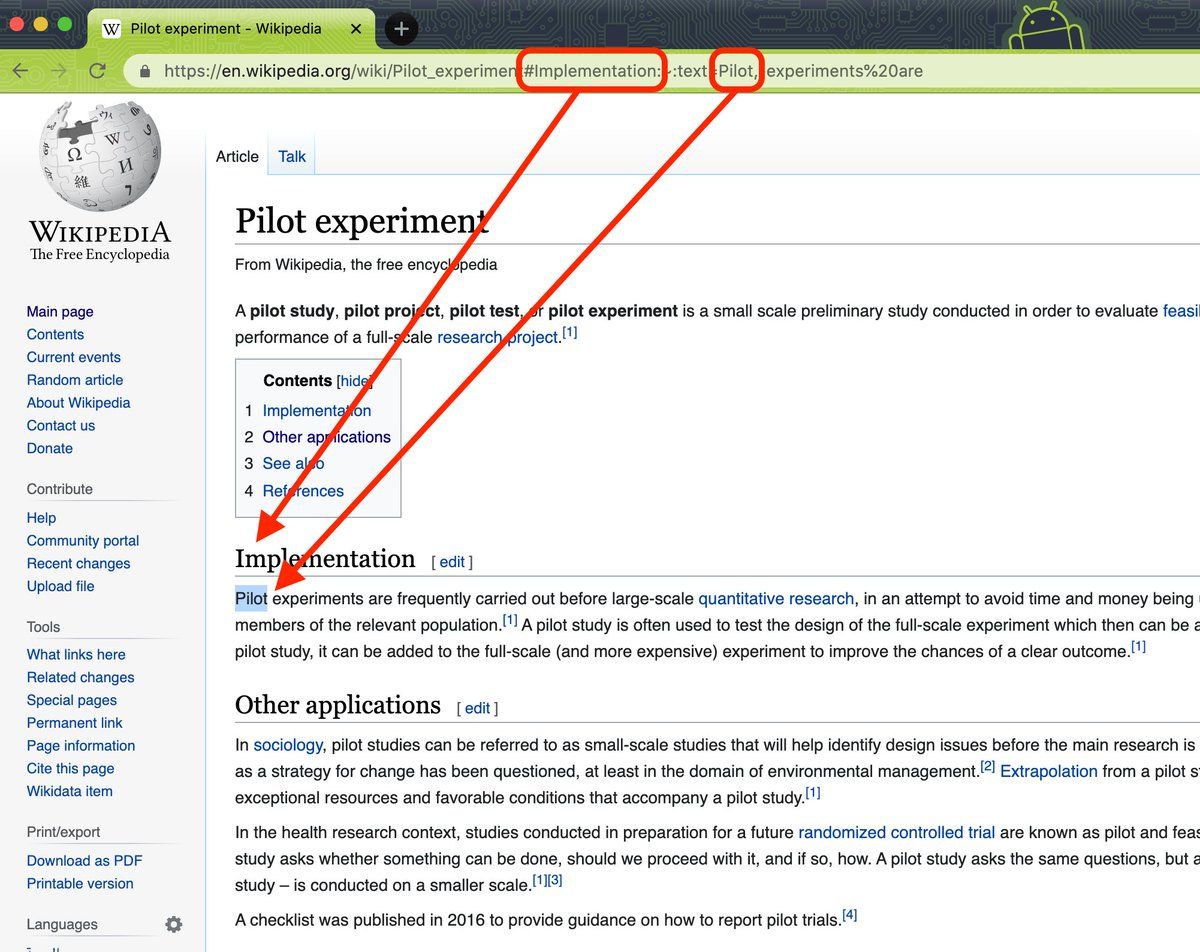 Pilot experiment - Wikipedia
https://en.wikipedia.org/wiki/Pilot_experiment#Implementation:~:text=Pilot,-experiments%20are
WIKIPEDIA
The Free Encyclopedia
Main page
Contents
Current events
Random article
About Wikipedia
Contact us
Donate
Contribute
Help
Community portal
Recent changes
Upload file
Tools
What links here
Related changes
Special pages
Permanent link
Page information
Cite this page
Wikidata item
Print/export
Download as PDF
Printable version
Languages
Article Talk
Pilot experiment
From Wikipedia, the free encyclopedia
A pilot study, pilot project, pilot test, or pilot experiment is a small scale preliminary study conducted in order to evaluate
performance of a full-scale research project.[1]
Contents [hide]
1 Implementation
2 Other applications
3 See also
4 References
Implementation [ edit ]
Pilot experiments are frequently carried out before large-scale quantitative research, in an attempt to avoid time and money being
members of the relevant population.[1] A pilot study is often used to test the design of the full-scale experiment which then can be
pilot study, it can be added to the full-scale (and more expensive) experiment to improve the chances of a clear outcome.[1]
Other applications [ edit ]
In sociology, pilot studies can be referred to as small-scale studies that will help identify design issues before the main research is
as a strategy for change has been questioned, at least in the domain of environmental management.[2] Extrapolation from a pilot
exceptional resources and favorable conditions that accompany a pilot study.[1]
In the health research context, studies conducted in preparation for a future randomized controlled trial are known as pilot and
study asks whether something can be done, should we proceed with it, and if so, how. A pilot study asks the same questions, but
study – is conducted on a smaller scale.[1][3]
A checklist was published in 2016 to provide guidance on how to report pilot trials.[4]